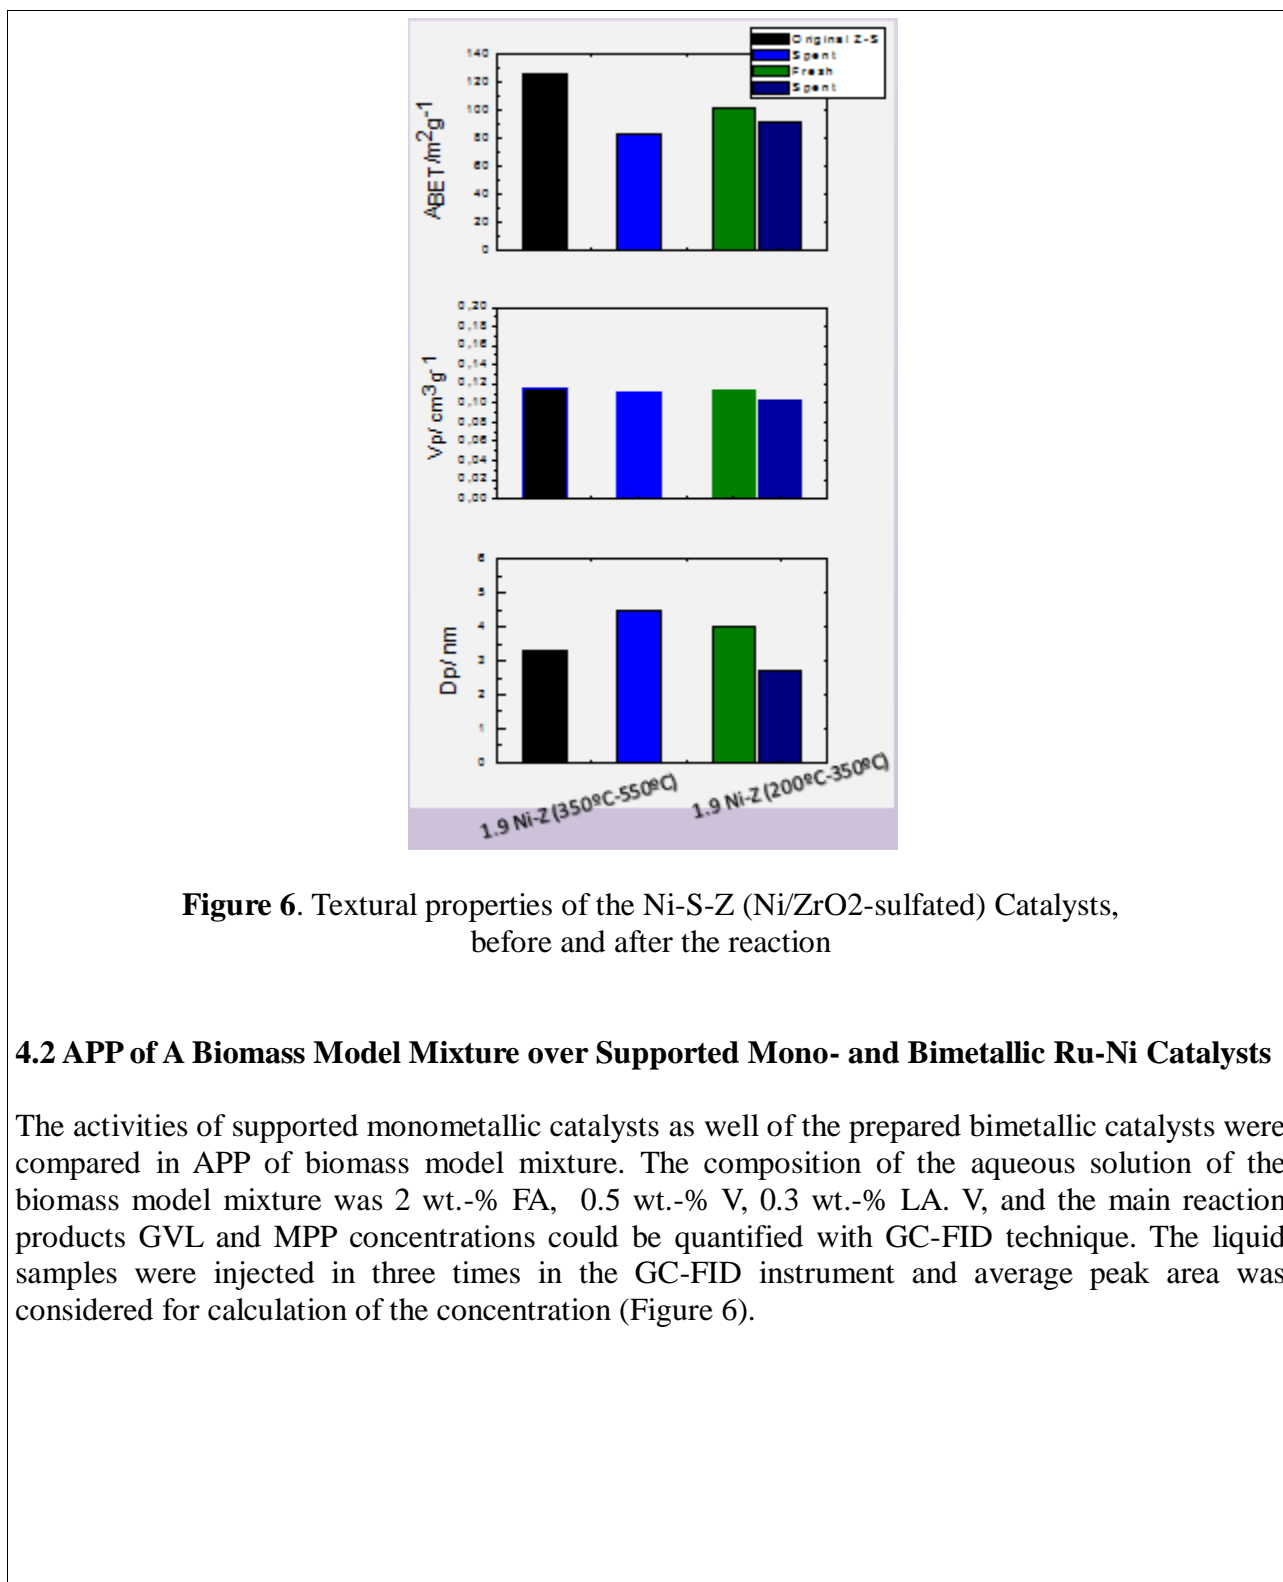 Original Z-S
Spent
Fresh
Spent
140
120
100
80
60
40
20
0
ABET/m2g-1
0,20
0,18
0,16
0,14
0,12
0,10
0,08
0,06
0,04
0,02
0,00
Vp/ cm3g-1
6
5
4
3
2
1
0
Dp/ nm
1.9 Ni-Z (350ºC-550ºC)
1.9 Ni-Z (200ºC-350ºC)
Figure 6. Textural properties of the Ni-S-Z (Ni/ZrO2-sulfated) Catalysts,
before and after the reaction
4.2 APP of A Biomass Model Mixture over Supported Mono- and Bimetallic Ru-Ni Catalysts
The activities of supported monometallic catalysts as well of the prepared bimetallic catalysts were
compared in APP of biomass model mixture. The composition of the aqueous solution of the
biomass model mixture was 2 wt.-% FA, 0.5 wt.-% V, 0.3 wt.-% LA. V, and the main reaction
products GVL and MPP concentrations could be quantified with GC-FID technique. The liquid
samples were injected in three times in the GC-FID instrument and average peak area was
considered for calculation of the concentration (Figure 6).